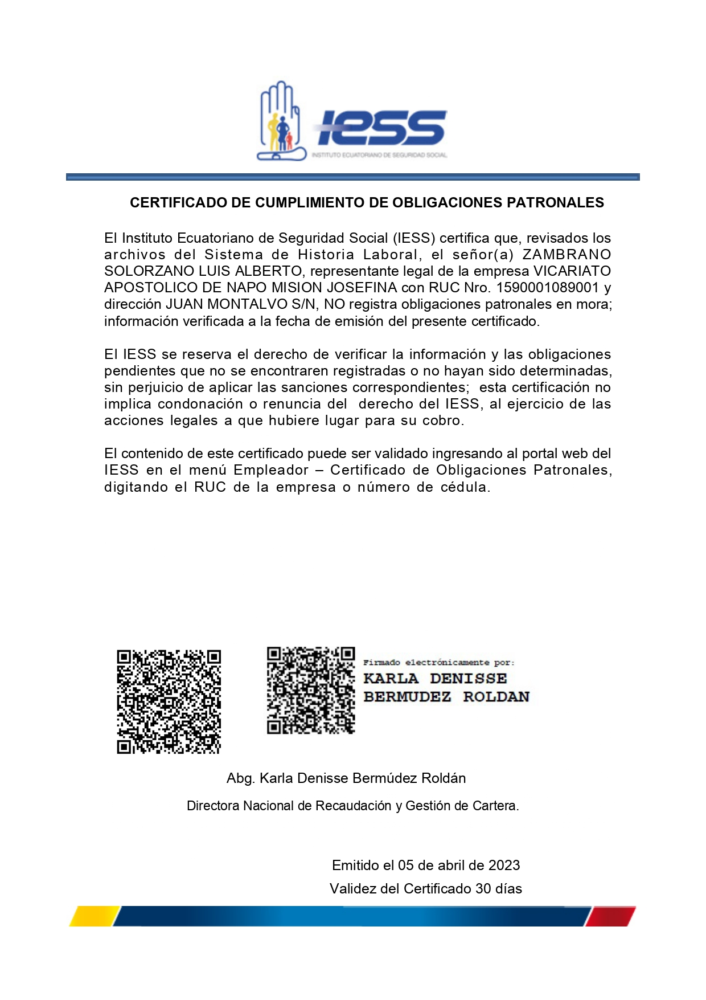 IESS
INSTITUTO ECUATORIANO DE SEGURIDAD SOCIAL
CERTIFICADO DE CUMPLIMIENTO DE OBLIGACIONES PATRONALES
El Instituto Ecuatoriano de Seguridad Social (IESS) certifica que, revisados los
archivos del Sistema de Historia Laboral, el señor(a) ZAMBRANO
SOLORZANO LUIS ALBERTO, representante legal de la empresa VICARIATO
APOSTOLICO DE NAPO MISION JOSEFINA con RUC Nro. 1590001089001 y
dirección JUAN MONTALVO S/N, NO registra obligaciones patronales en mora;
información verificada a la fecha de emisión del presente certificado.
El IESS se reserva el derecho de verificar la información y las obligaciones
pendientes que no se encontraren registradas o no hayan sido determinadas,
sin perjuicio de aplicar las sanciones correspondientes; esta certificación no
implica condonación o renuncia del derecho del IESS, al ejercicio de las
acciones legales a que hubiere lugar para su cobro.
El contenido de este certificado puede ser validado ingresando al portal web del
IESS en el menú Empleador – Certificado de Obligaciones Patronales,
digitando el RUC de la empresa o número de cédula.
Firmado electrónicamente por:
KARLA DENISSE
BERMUDEZ ROLDAN
Abg. Karla Denisse Bermúdez Roldán
Directora Nacional de Recaudación y Gestión de Cartera.
Emitido el 05 de abril de 2023
Validez del Certificado 30 días